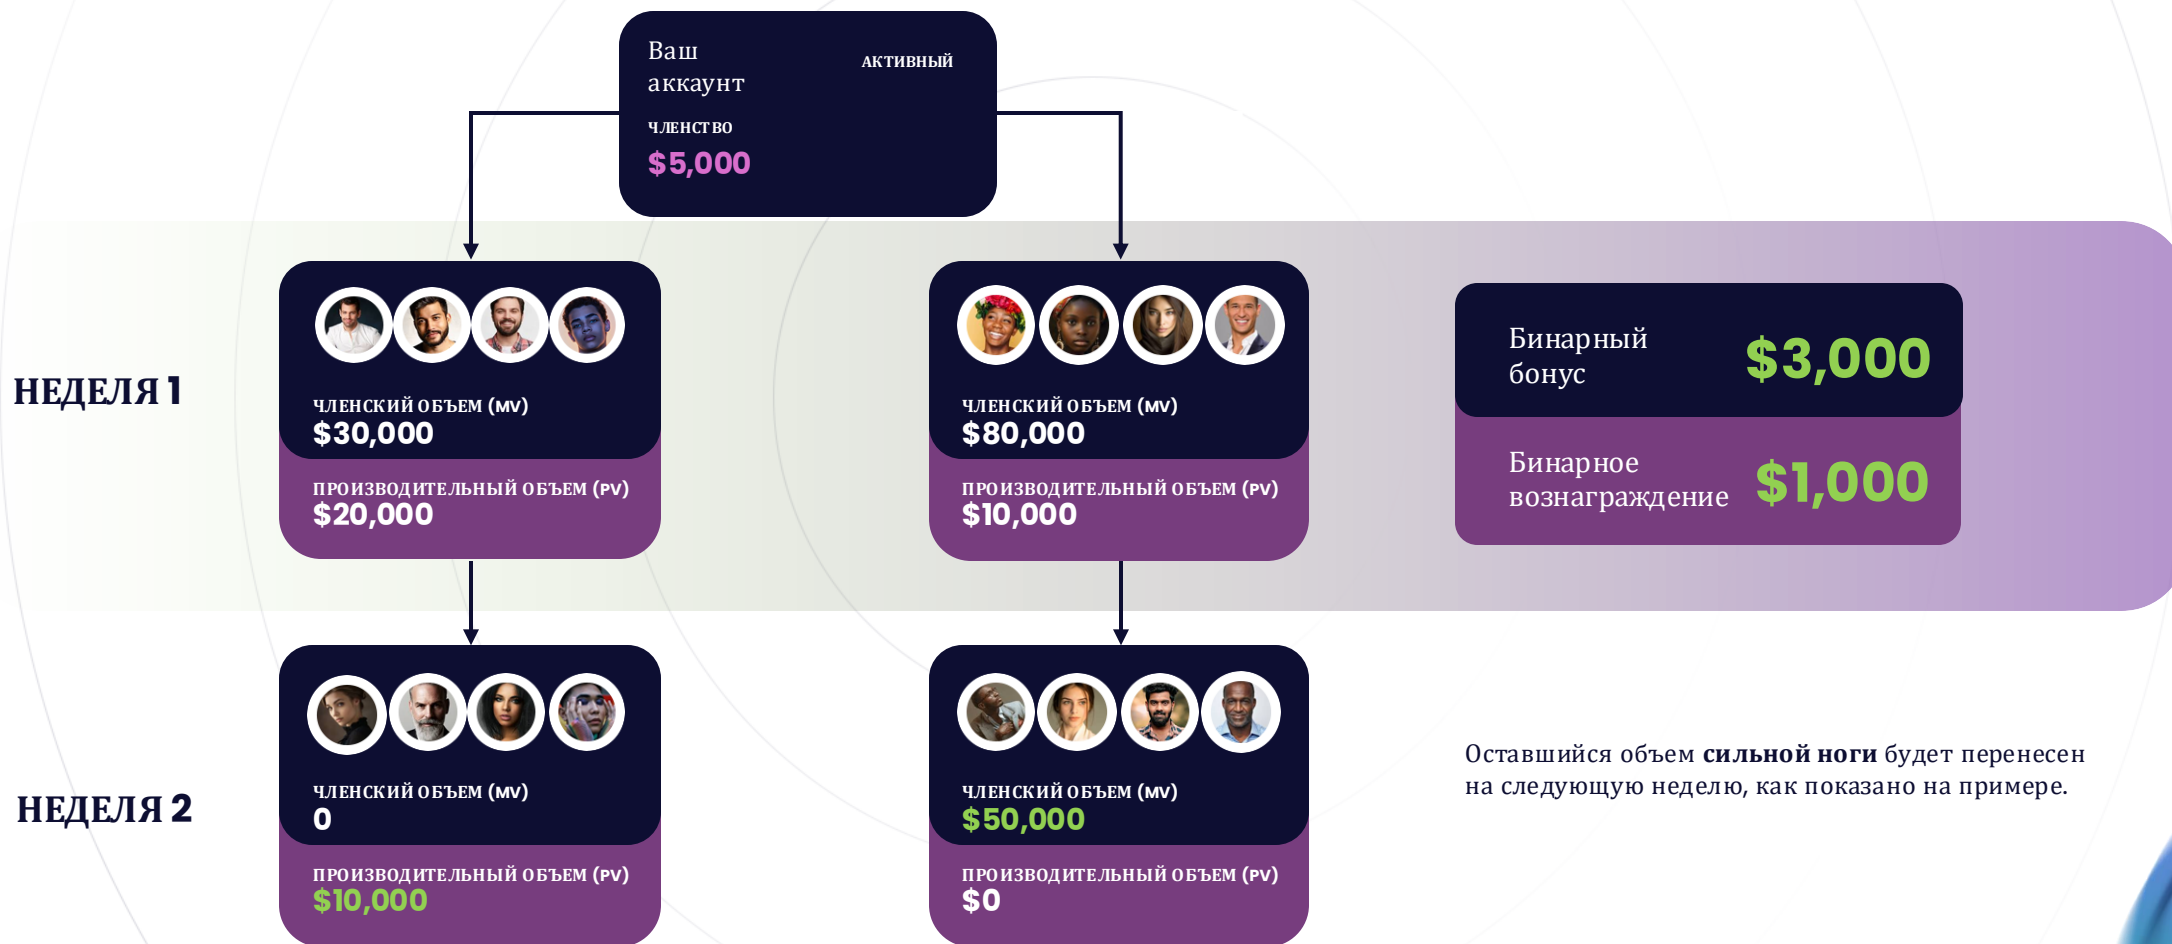 Ваш
аккаунт
АКТИВНЫЙ
ЧЛЕНСТВО
$5,000
НЕДЕЛЯ 1
ЧЛЕНСКИЙ ОБЪЕМ (MV)
$30,000
ПРОИЗВОДИТЕЛЬНЫЙ ОБЪЕМ (PV)
$20,000
ЧЛЕНСКИЙ ОБЪЕМ (MV)
$80,000
ПРОИЗВОДИТЕЛЬНЫЙ ОБЪЕМ (PV)
$10,000
Бинарный
бонус
$3,000
Бинарное
вознаграждение
$1,000
НЕДЕЛЯ 2
ЧЛЕНСКИЙ ОБЪЕМ (MV)
0
ПРОИЗВОДИТЕЛЬНЫЙ ОБЪЕМ (PV)
$10,000
ЧЛЕНСКИЙ ОБЪЕМ (MV)
$50,000
ПРОИЗВОДИТЕЛЬНЫЙ ОБЪЕМ (PV)
$0
Оставшийся объем сильной ноги будет перенесен
на следующую неделю, как показано на примере.